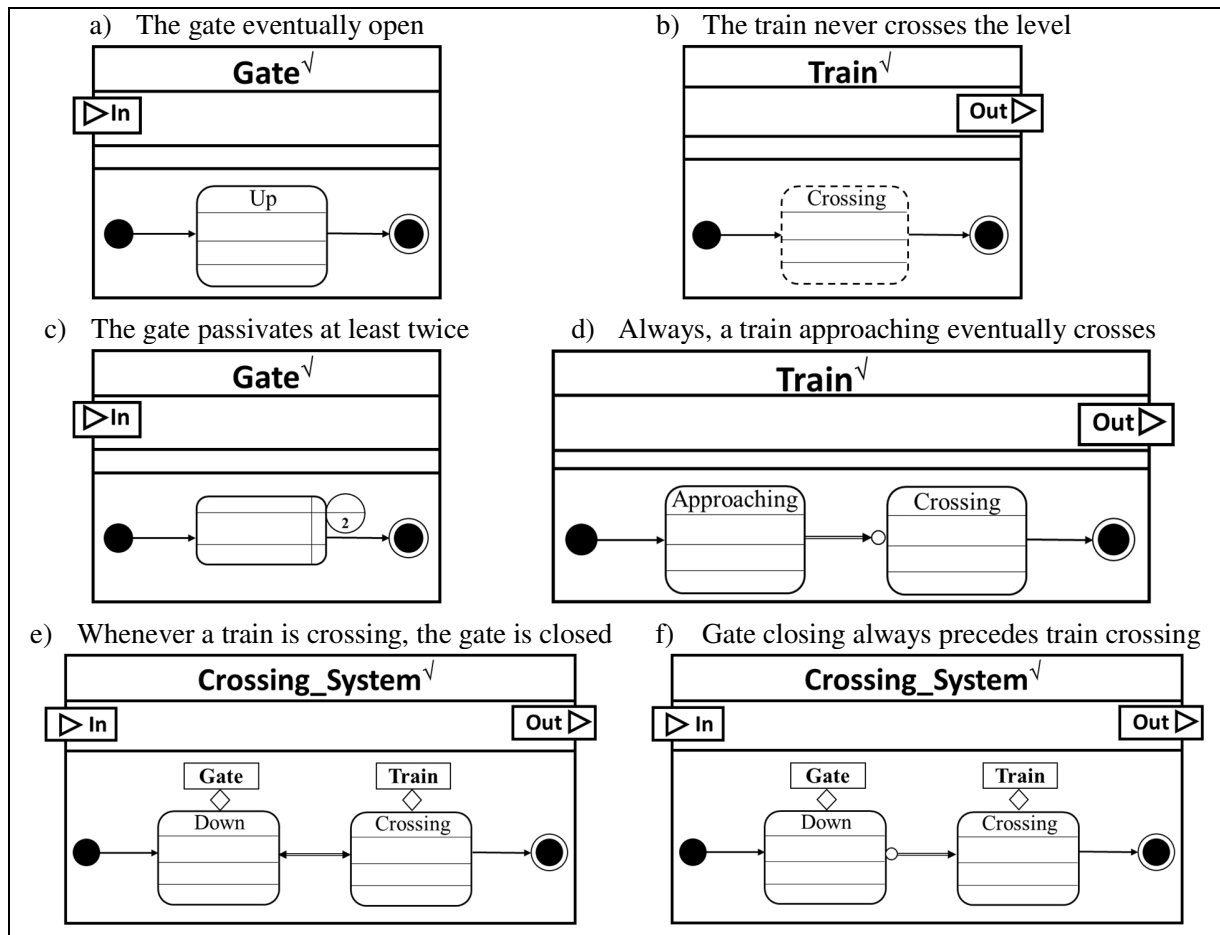 a) The gate eventually open
Gate√
In
Up
b) The train never crosses the level
Train√
Out
Crossing
c) The gate passivates at least twice
Gate√
In
2
d) Always, a train approaching eventually crosses
Train√
Out
Approaching
Crossing
e) Whenever a train is crossing, the gate is closed
Crossing_System√
In
Out
Gate
Train
Down
Crossing
f) Gate closing always precedes train crossing
Crossing_System√
In
Out
Gate
Train
Down
Crossing